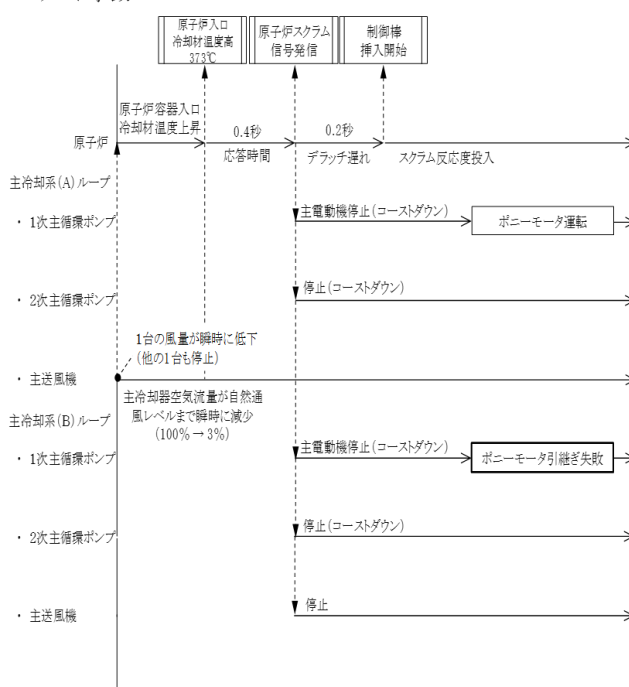 原子炉入口
冷却材温度高
373℃
原子炉スクラム
信号発信
制御棒
挿入開始
原子炉容器入口
冷却材温度上昇
0.4秒
0.2秒
原子炉
応答時間
デラッチ遅れ
スクラム反応度投入
主冷却系(A)ループ
・ 1次主循環ポンプ
主電動機停止(コーストダウン)
ポニーモータ運転
・ 2次主循環ポンプ
停止(コーストダウン)
1台の風量が瞬時に低下
(他の1台も停止)
・ 主送風機
主冷却器空気流量が自然通
風レベルまで瞬時に減少
(100%→3%)
主冷却系(B)ループ
・ 1次主循環ポンプ
主電動機停止(コーストダウン)
ポニーモータ引継ぎ失敗
・ 2次主循環ポンプ
停止(コーストダウン)
・ 主送風機
停止